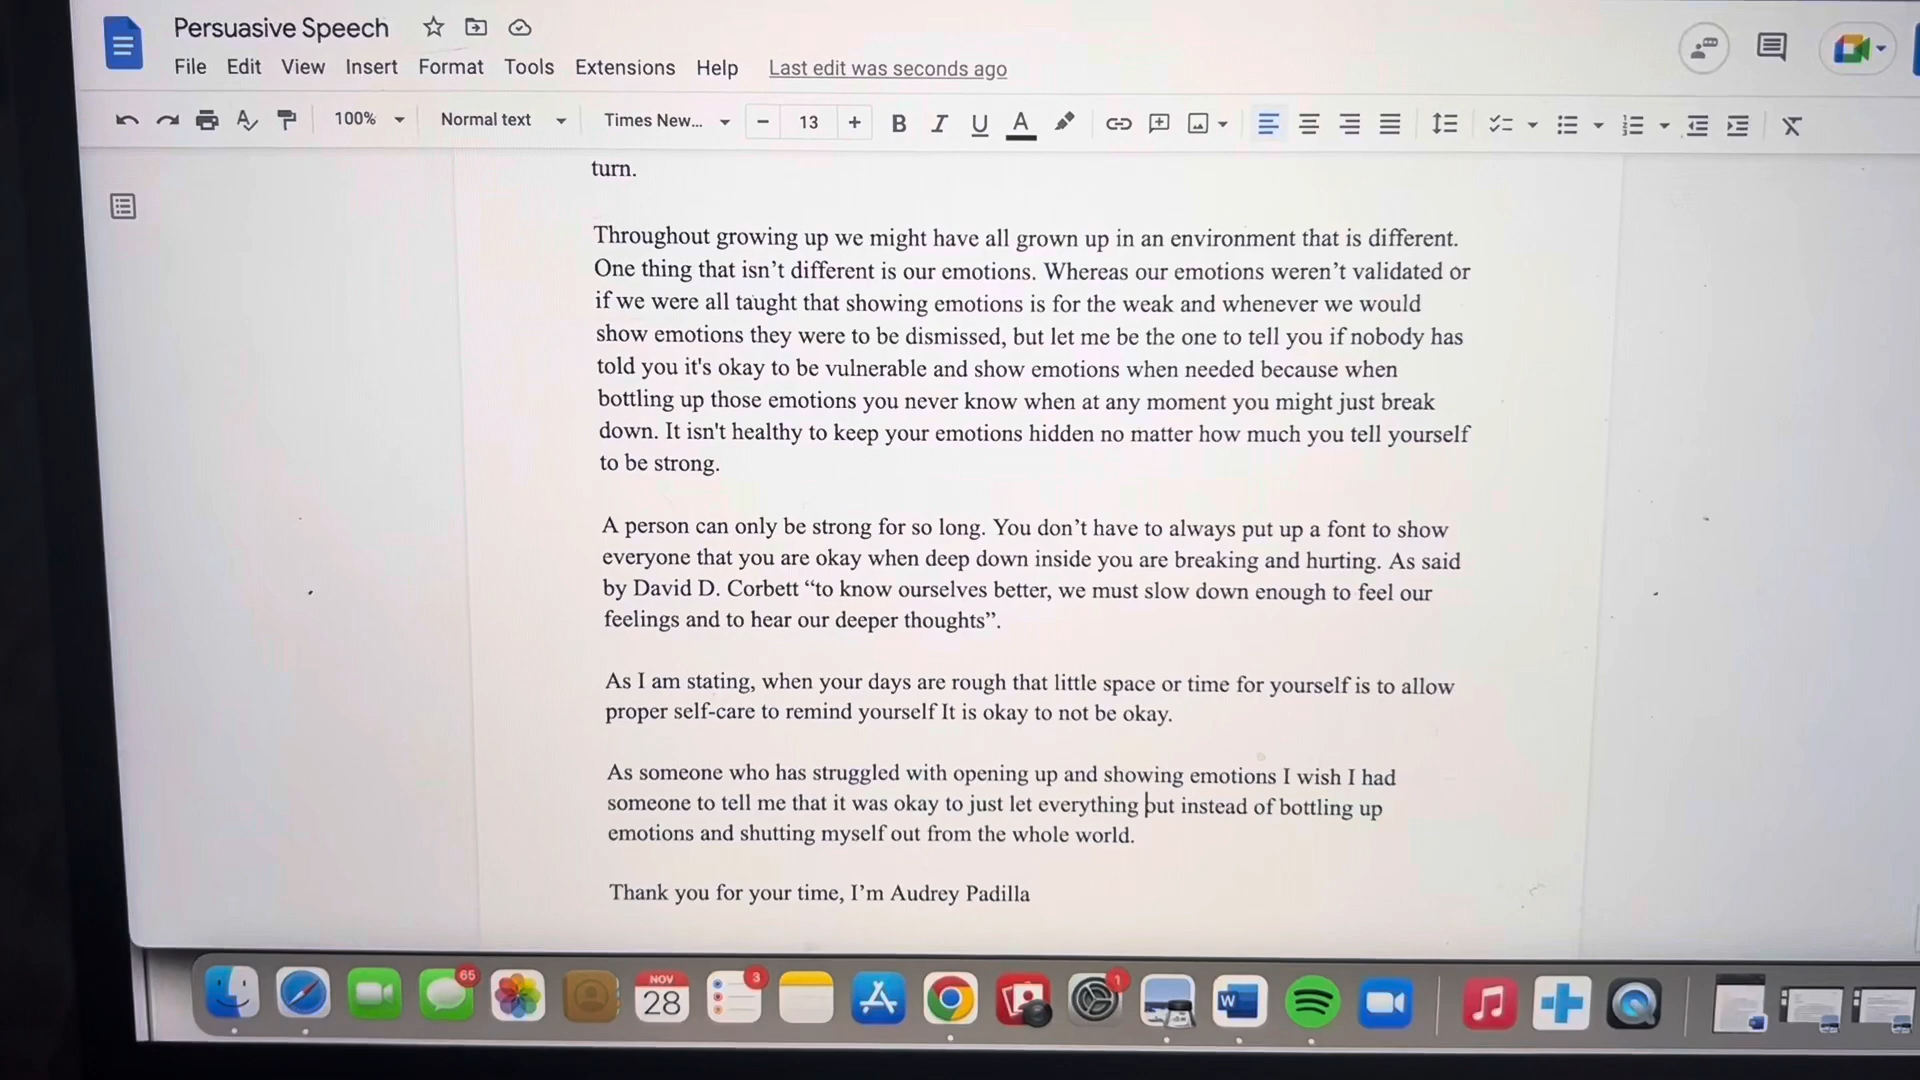 Persuasive Speech
File Edit View Insert Format Tools Extensions Help Last edit was seconds ago
100% Normal text Times New... 13 B I U A
turn.
Throughout growing up we might have all grown up in an environment that is different.
One thing that isn’t different is our emotions. Whereas our emotions weren’t validated or
if we were all taught that showing emotions is for the weak and whenever we would
show emotions they were to be dismissed, but let me be the one to tell you if nobody has
told you it's okay to be vulnerable and show emotions when needed because when
bottling up those emotions you never know when at any moment you might just break
down. It isn't healthy to keep your emotions hidden no matter how much you tell yourself
to be strong.
A person can only be strong for so long. You don’t have to always put up a font to show
everyone that you are okay when deep down inside you are breaking and hurting. As said
by David D. Corbett “to know ourselves better, we must slow down enough to feel our
feelings and to hear our deeper thoughts”.
As I am stating, when your days are rough that little space or time for yourself is to allow
proper self-care to remind yourself It is okay to not be okay.
As someone who has struggled with opening up and showing emotions I wish I had
someone to tell me that it was okay to just let everything out instead of bottling up
emotions and shutting myself out from the whole world.
Thank you for your time, I’m Audrey Padilla
65
NOV
28
3
1
W